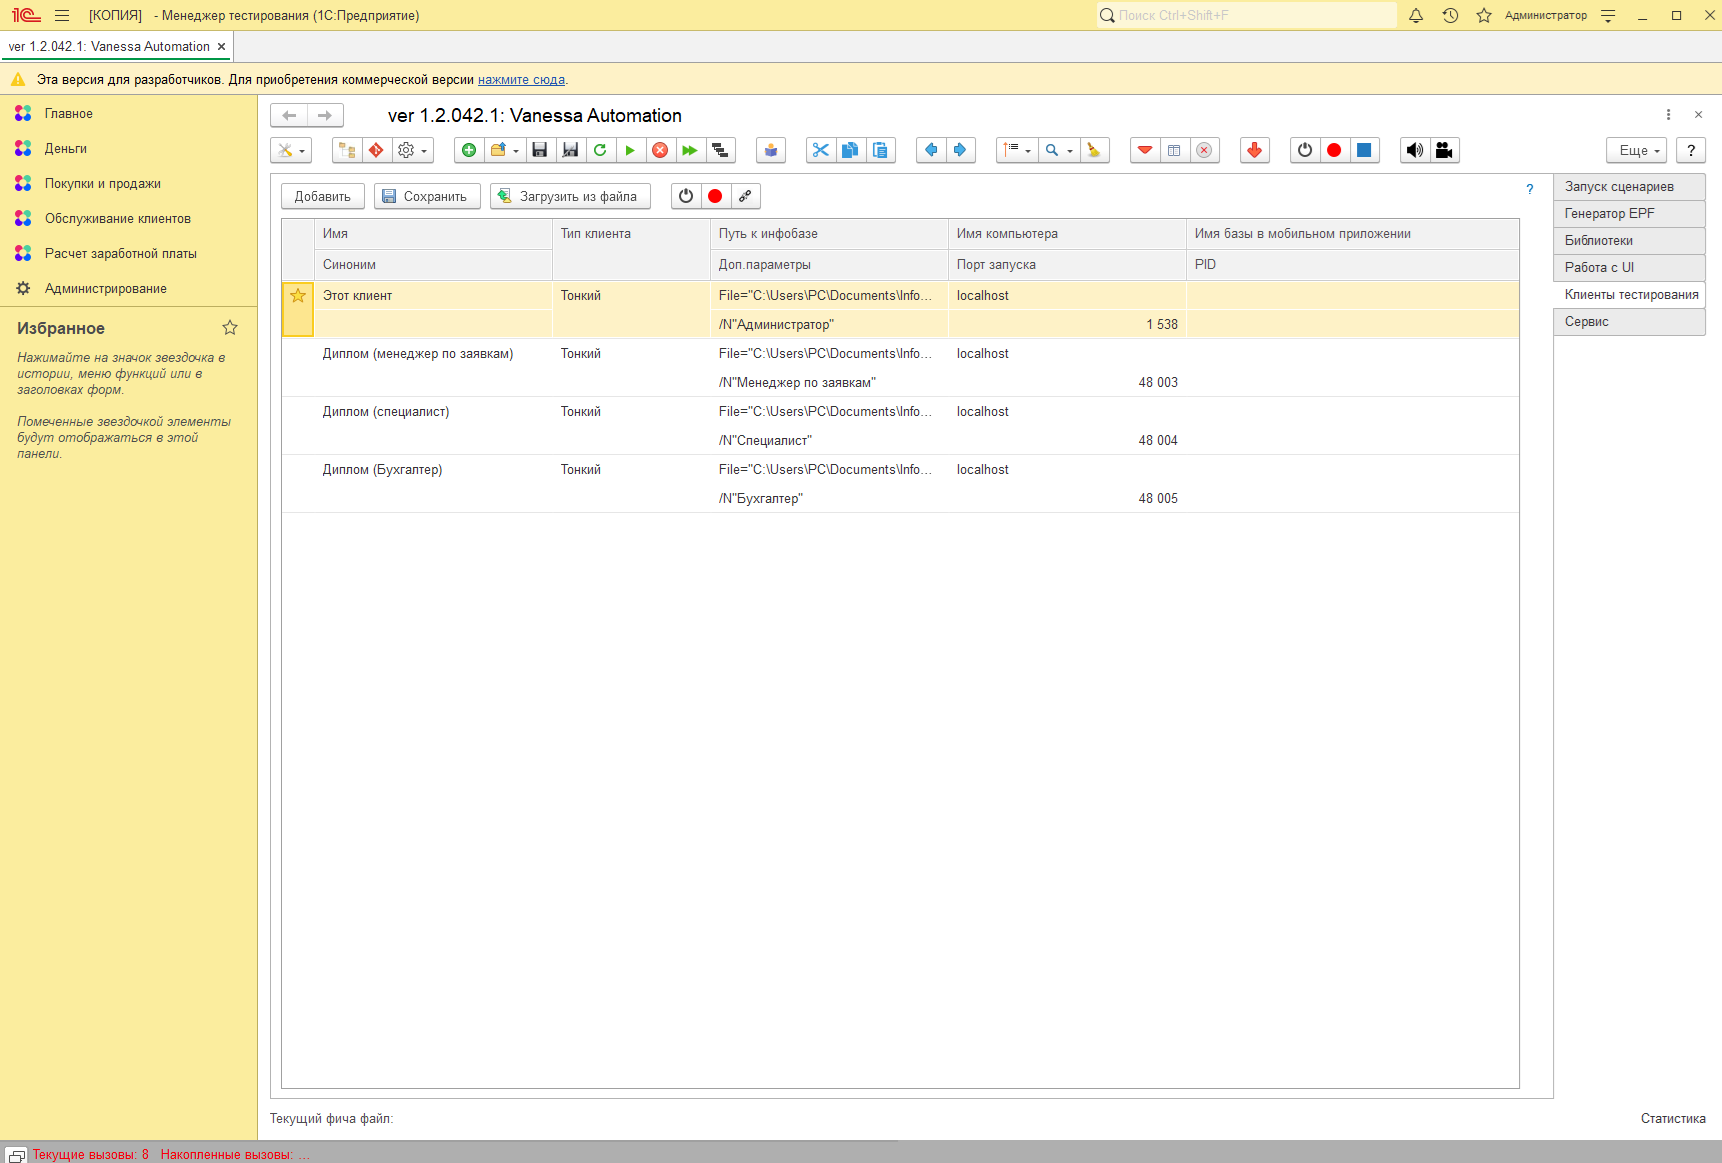 [КОПИЯ] - Менеджер тестирования (1С:Предприятие)
Поиск Ctrl+Shift+F
Администратор
ver 1.2.042.1: Vanessa Automation
Эта версия для разработчиков. Для приобретения коммерческой версии нажмите сюда.
Главное
Деньги
Покупки и продажи
Обслуживание клиентов
Расчет заработной платы
Администрирование
Избранное
Нажимайте на значок звездочка в
истории, меню функций или в
заголовках форм.
Помеченные звездочкой элементы
будут отображаться в этой
панели.
ver 1.2.042.1: Vanessa Automation
Еще
?
Добавить Сохранить Загрузить из файла
?
Имя Тип клиента Путь к инфобазе Имя компьютера Имя базы в мобильном приложении
Синоним Доп.параметры Порт запуска PID
Этот клиент Тонкий File="C:\Users\PC\Documents\Info... localhost
/N"Администратор" 1 538
Диплом (менеджер по заявкам) Тонкий File="C:\Users\PC\Documents\Info... localhost
/N"Менеджер по заявкам" 48 003
Диплом (специалист) Тонкий File="C:\Users\PC\Documents\Info... localhost
/N"Специалист" 48 004
Диплом (Бухгалтер) Тонкий File="C:\Users\PC\Documents\Info... localhost
/N"Бухгалтер" 48 005
Запуск сценариев
Генератор EPF
Библиотеки
Работа с UI
Клиенты тестирования
Сервис
Текущий фича файл:
Статистика
Текущие вызовы: 8 Накопленные вызовы: ...